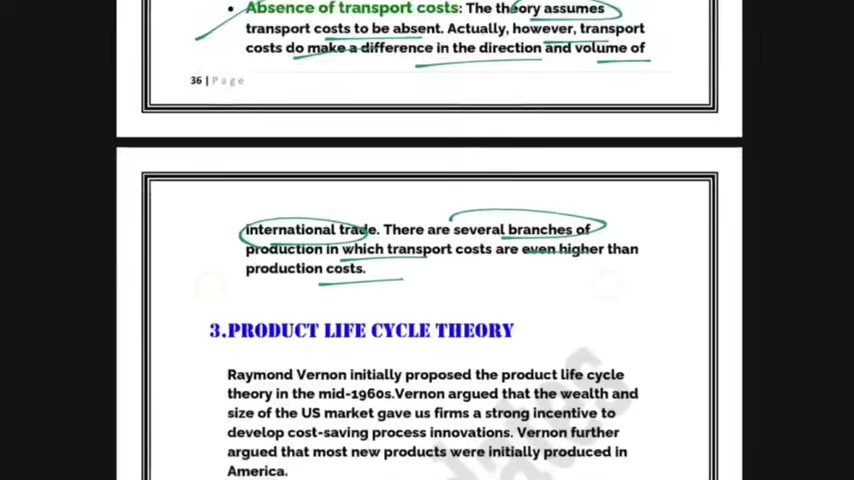 • Absence of transport costs: The theory assumes
transport costs to be absent. Actually, however, transport
costs do make a difference in the direction and volume of
36 | Page
international trade. There are several branches of
production in which transport costs are even higher than
production costs.
3.PRODUCT LIFE CYCLE THEORY
Raymond Vernon initially proposed the product life cycle
theory in the mid-1960s.Vernon argued that the wealth and
size of the US market gave us firms a strong incentive to
develop cost-saving process innovations. Vernon further
argued that most new products were initially produced in
America.